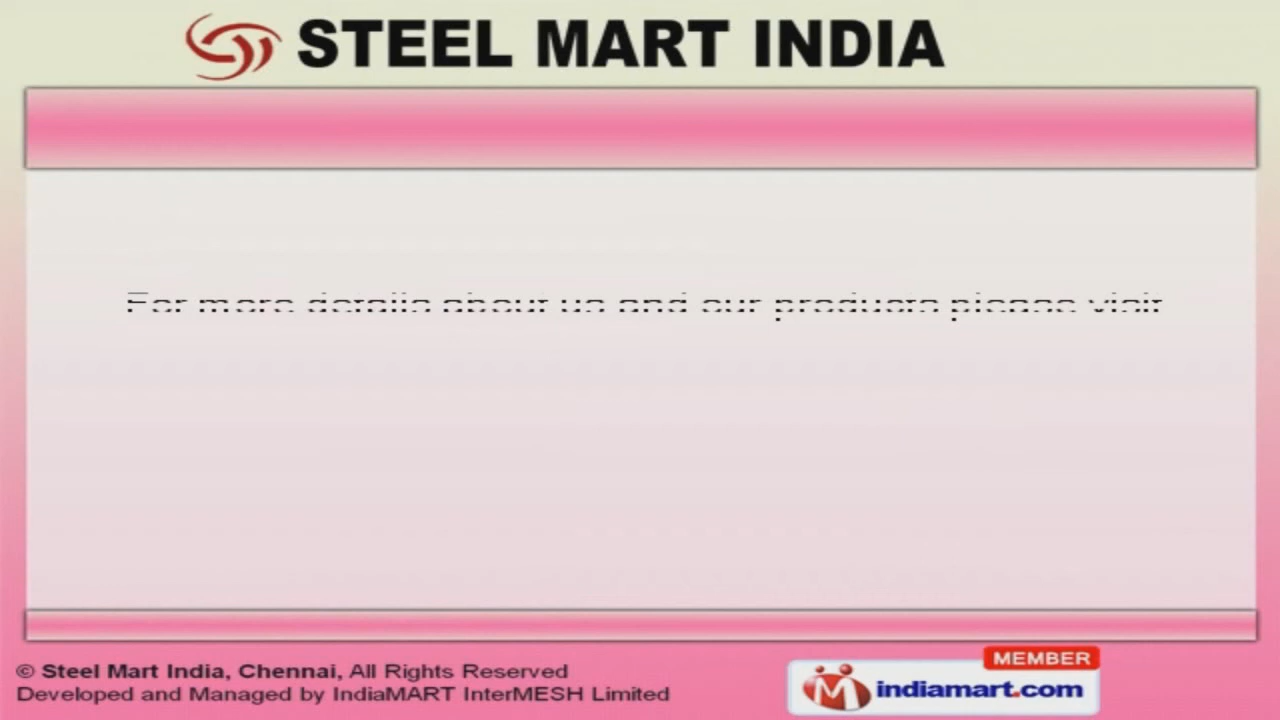 STEEL MART INDIA
For more details about us and our products please visit
© Steel Mart India, Chennai, All Rights Reserved
Developed and Managed by IndiaMART InterMESH Limited
MEMBER
indiamart.com